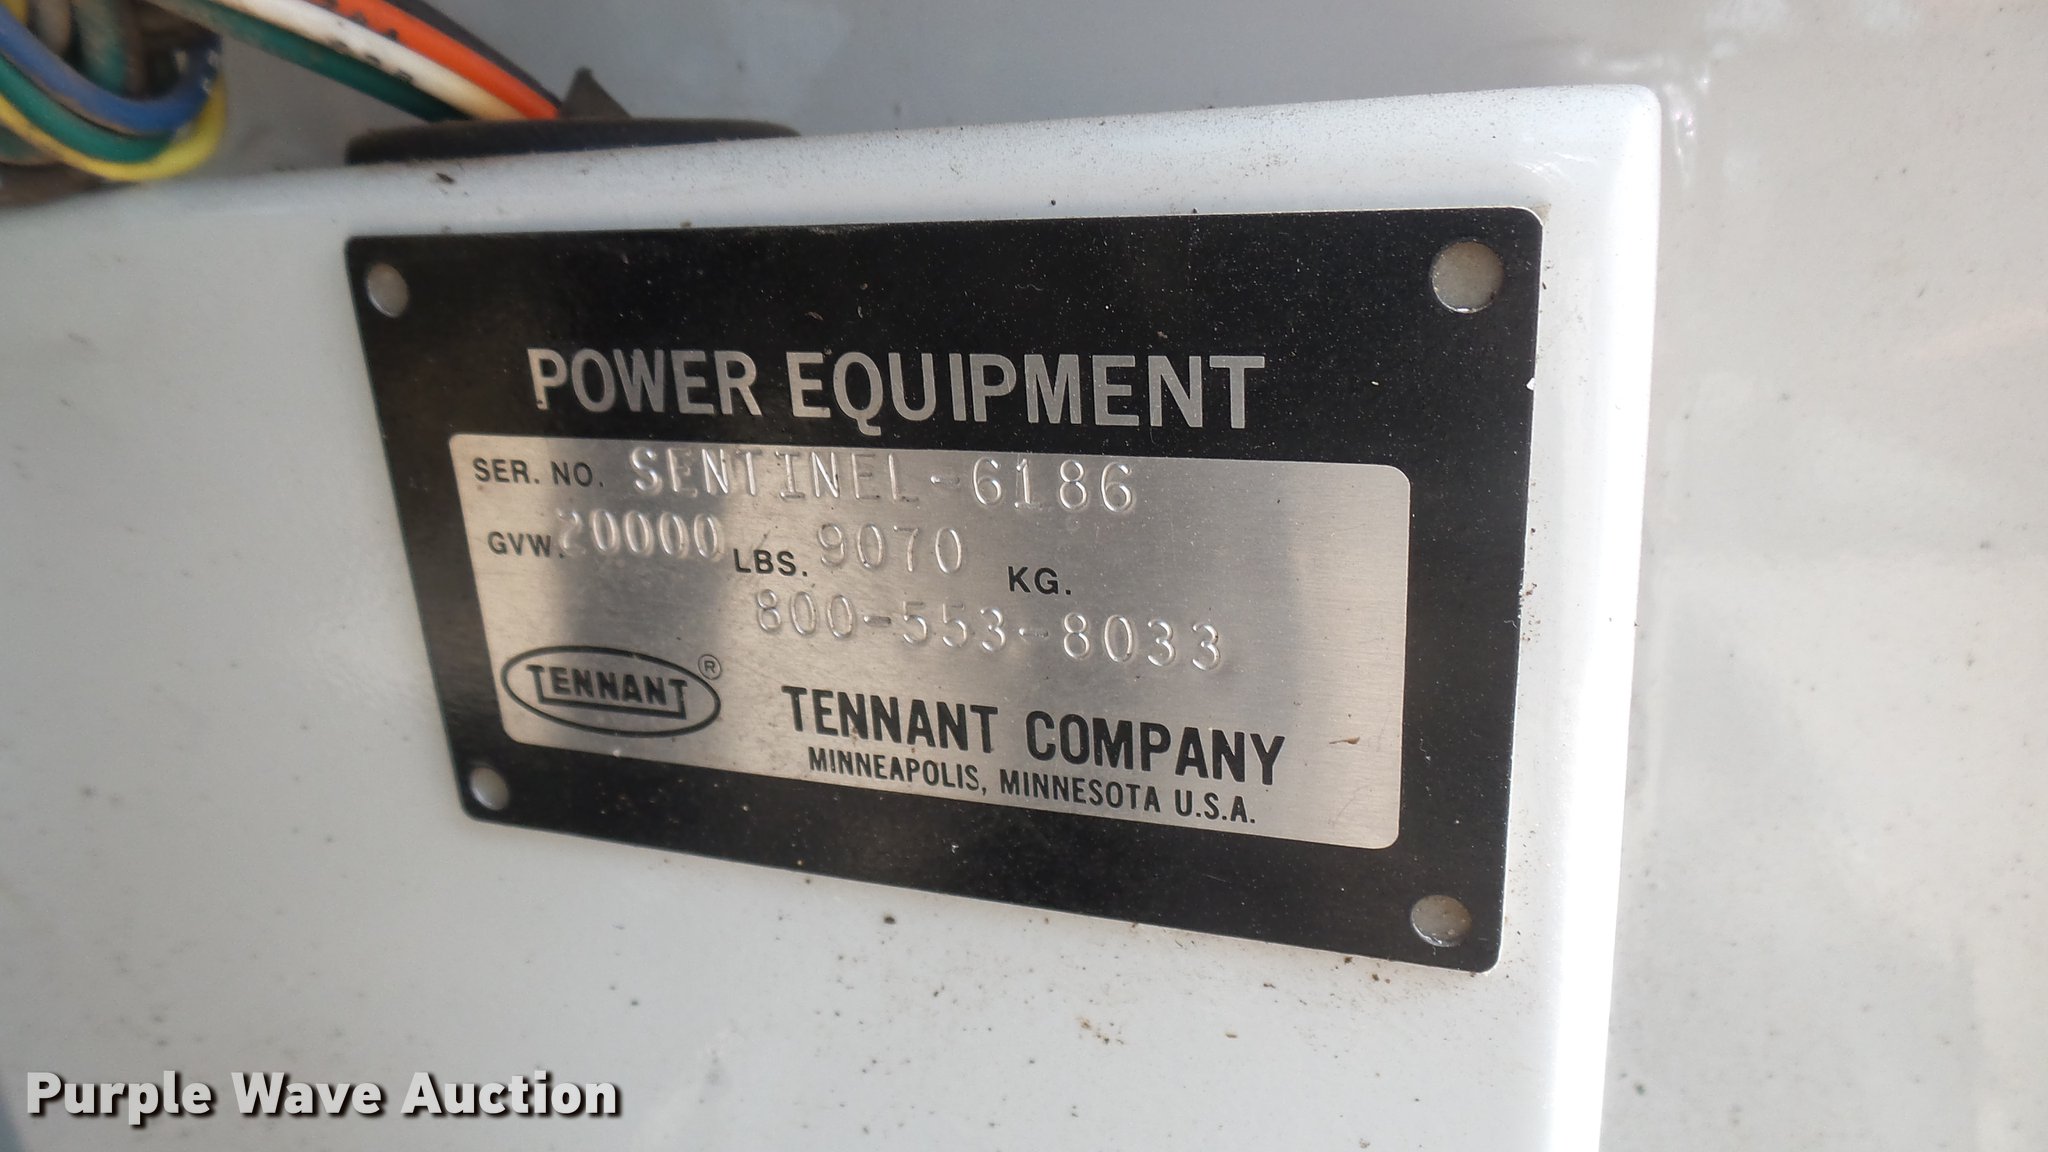 POWER EQUIPMENT
SER. NO. SENTINEL-6186
GVW. 20000 LBS. 9070 KG.
800-553-8033
TENNANT®
TENNANT COMPANY
MINNEAPOLIS, MINNESOTA U.S.A.
Purple Wave Auction